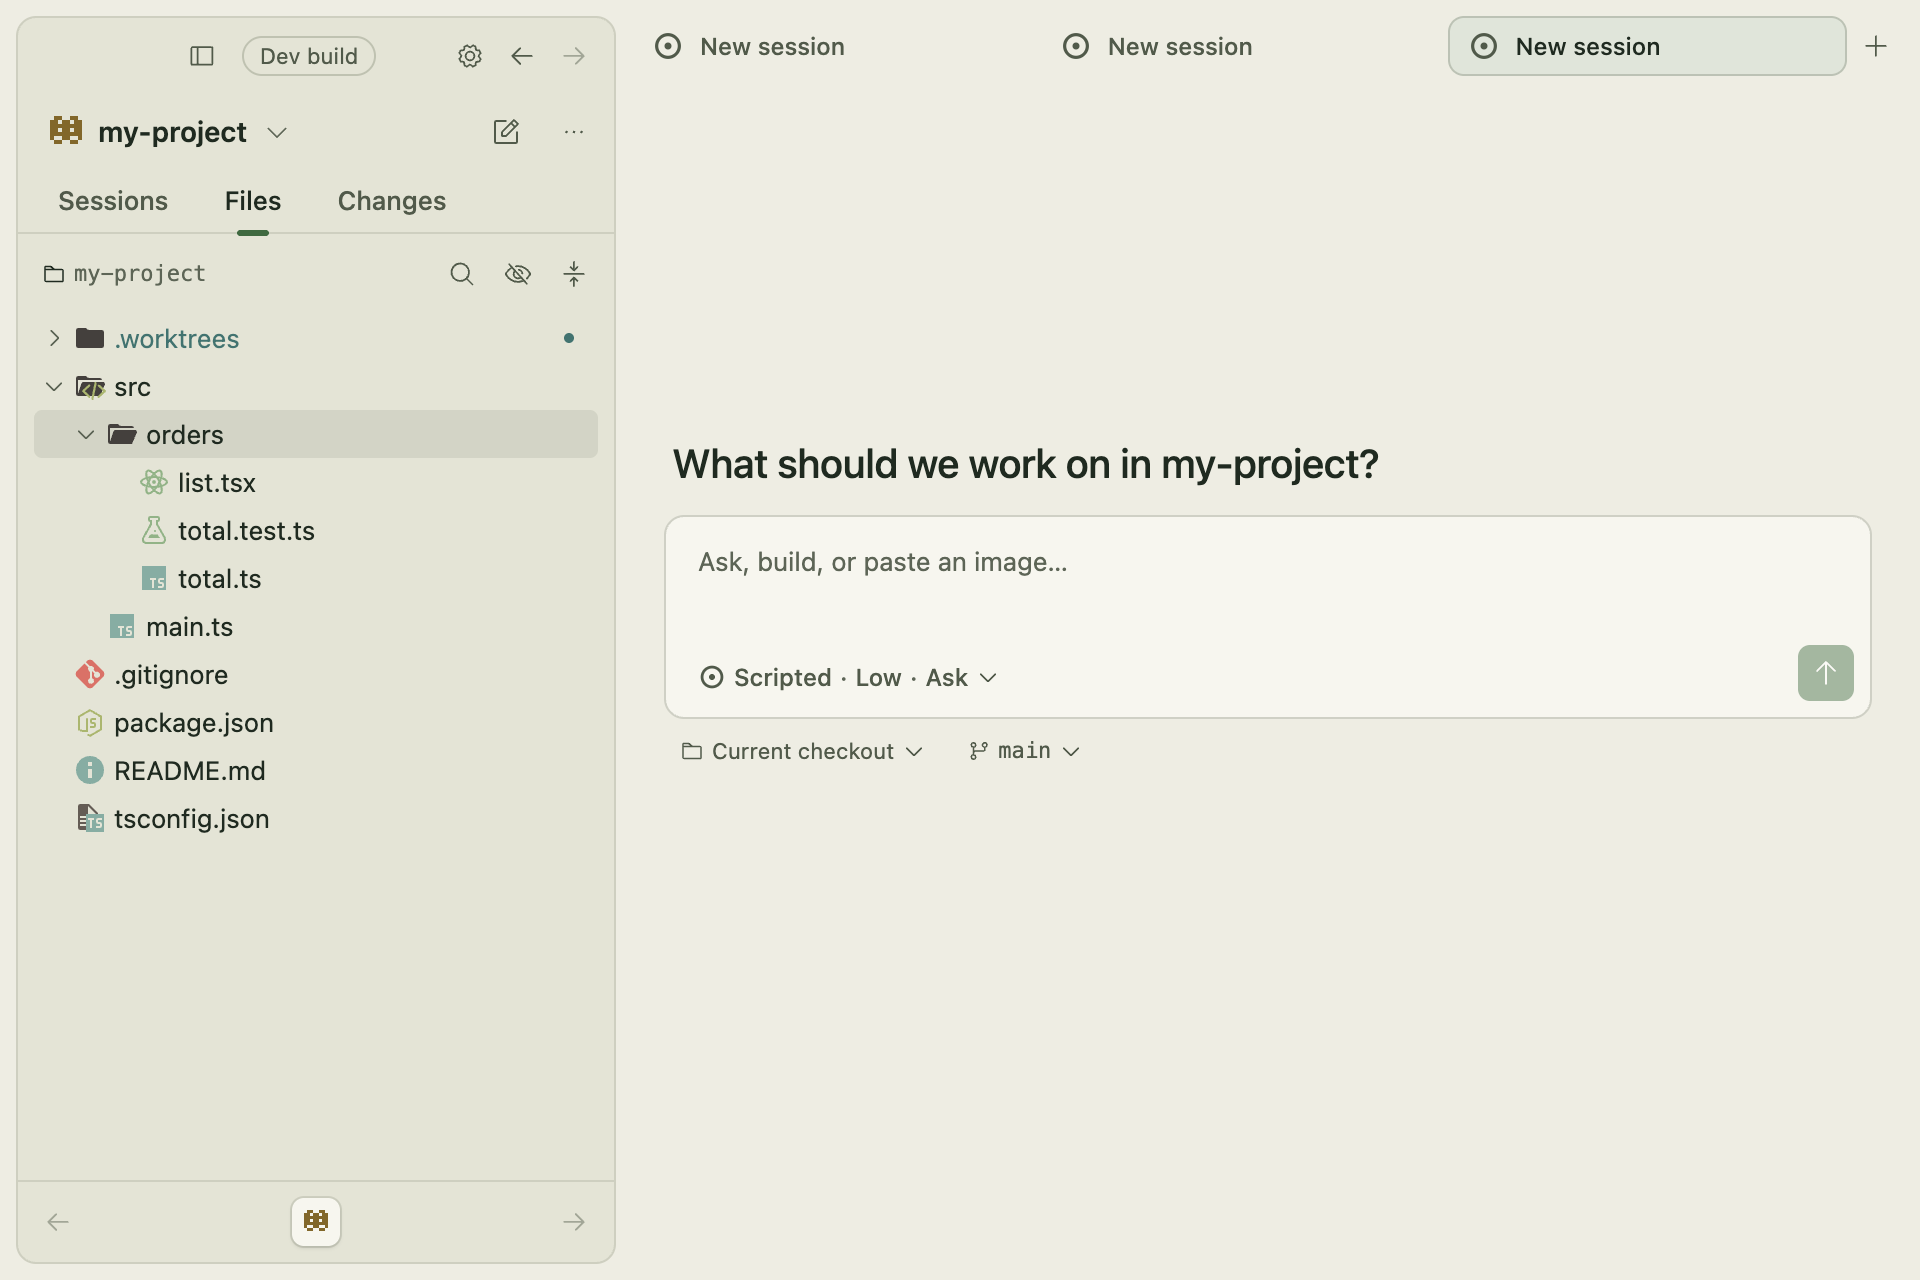 Dev build
New session
New session
New session
my-project
Sessions
Files
Changes
my-project
.worktrees
src
orders
list.tsx
total.test.ts
total.ts
main.ts
.gitignore
package.json
README.md
tsconfig.json
What should we work on in my-project?
Ask, build, or paste an image...
Scripted · Low · Ask
Current checkout
main